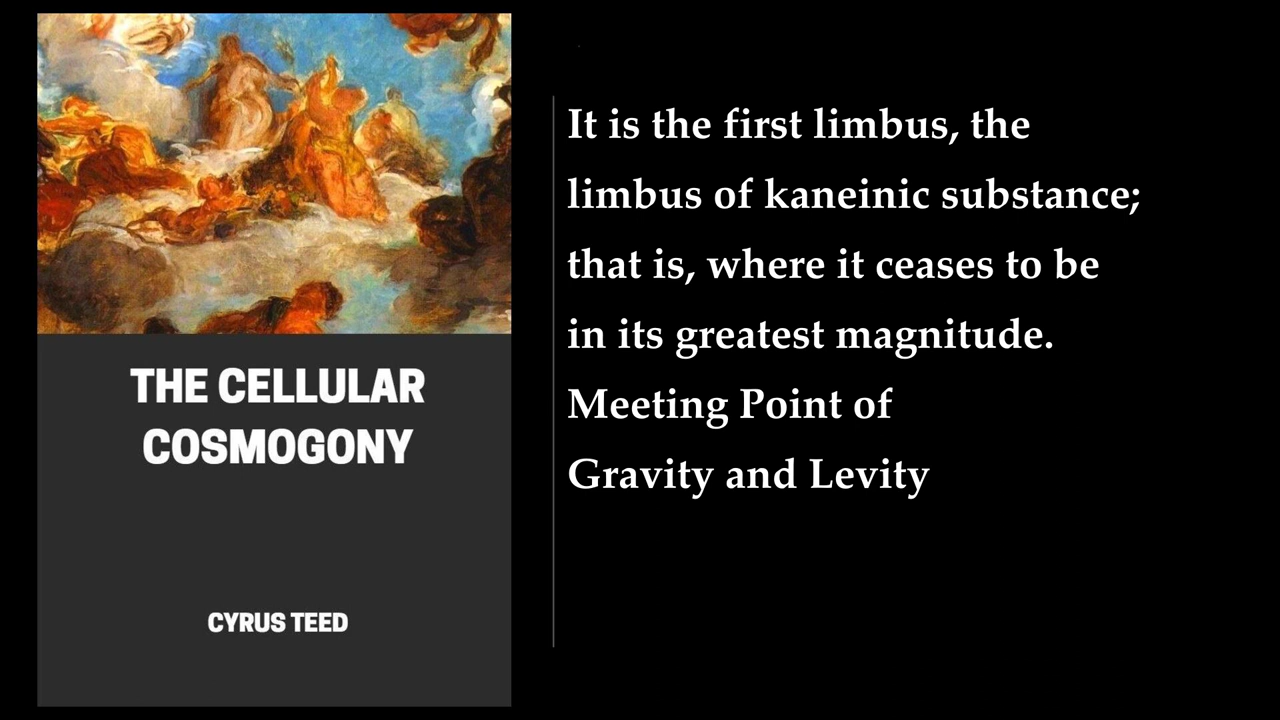 THE CELLULAR
COSMOGONY
CYRUS TEED
It is the first limbus, the
limbus of kaneinic substance;
that is, where it ceases to be
in its greatest magnitude.
Meeting Point of
Gravity and Levity